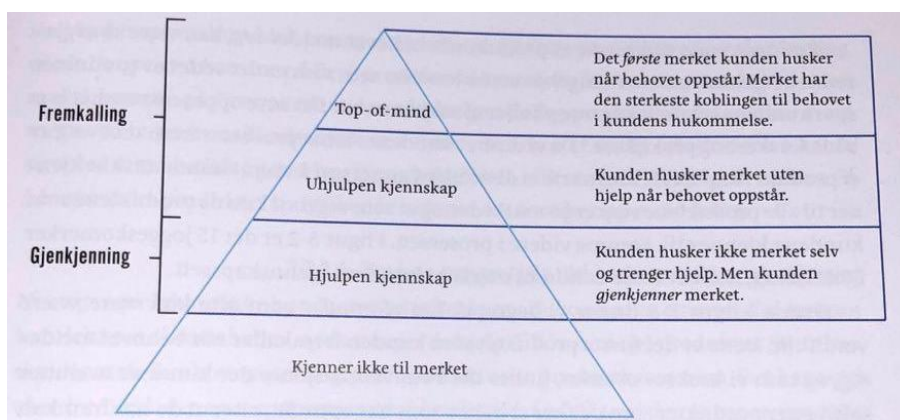 Fremkalling
Gjenkjenning
Top-of-mind
Uhjulpen kjennskap
Hjulpen kjennskap
Kjenner ikke til merket
Det første merket kunden husker
når behovet oppstår. Merket har
den sterkeste koblingen til behovet
i kundens hukommelse.
Kunden husker merket uten
hjelp når behovet oppstår.
Kunden husker ikke merket selv
og trenger hjelp. Men kunden
gjenkjenner merket.